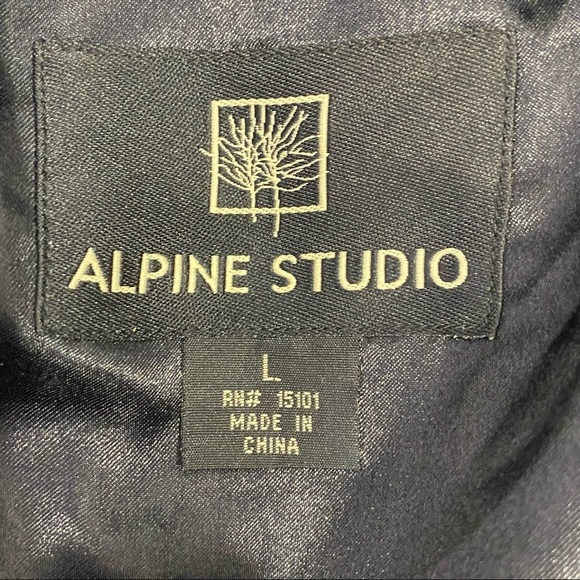 ALPINE STUDIO
L
RN# 15101
MADE IN
CHINA